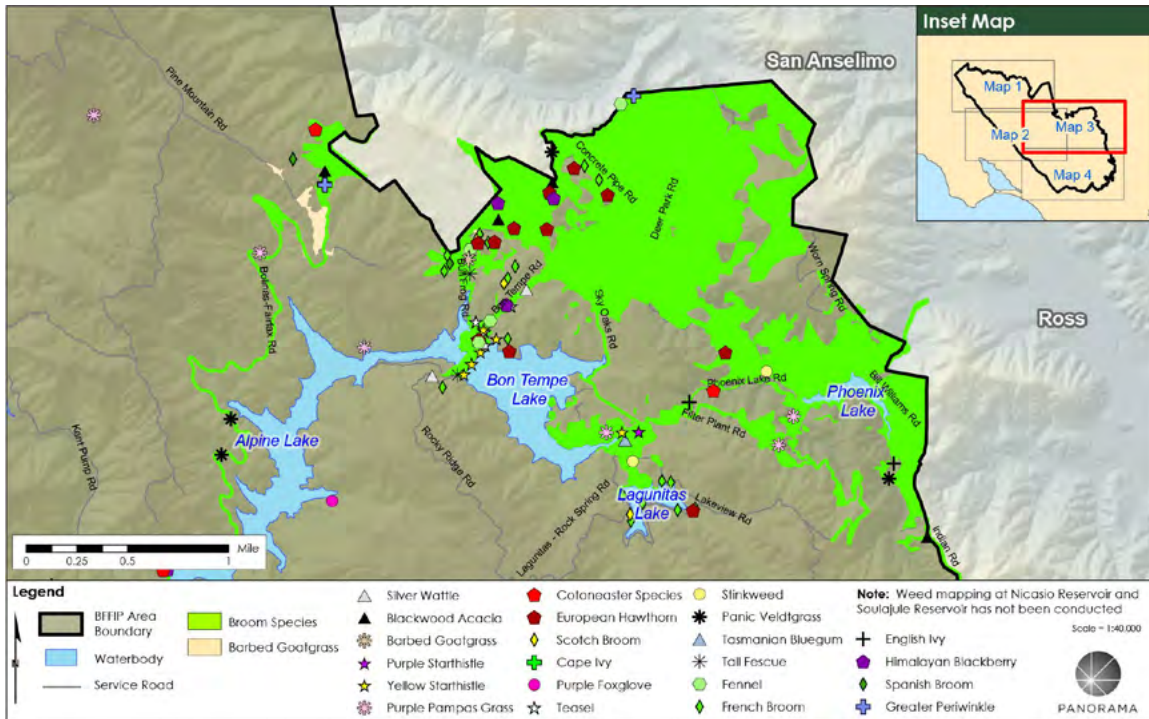 San Anselmo
Inset Map
Map 1
Map 2
Map 3
Map 4
Pine Mountain Rd
Concrete Pipe Rd
Deer Park Rd
Worn Spring Rd
Ross
Bolinas-Fairfax Rd
Bullfrog Rd
Bon Tempe Rd
Sky Oaks Rd
Bon Tempe
Lake
Phoenix Lake Rd
Phoenix
Lake
Bill Williams Rd
Filter Plant Rd
Alpine Lake
Kent Pump Rd
Rocky Ridge Rd
Lagunitas - Rock Spring Rd
Lagunitas
Lake
Lakeview Rd
Indian Rd
Mile
0 0.25 0.5 1
Legend
BFFIP Area
Boundary
Waterbody
Service Road
Broom Species
Barbed Goatgrass
Silver Wattle
Blackwood Acacia
Barbed Goatgrass
Purple Starthistle
Yellow Starthistle
Purple Pampas Grass
Cotoneaster Species
European Hawthorn
Scotch Broom
Cape Ivy
Purple Foxglove
Teasel
Stinkweed
Panic Veldtgrass
Tasmanian Bluegum
Tall Fescue
Fennel
French Broom
Note: Weed mapping at Nicasio Reservoir and
Soulajule Reservoir has not been conducted
Scale = 1:40,000
English Ivy
Himalayan Blackberry
Spanish Broom
Greater Periwinkle
N
PANORAMA